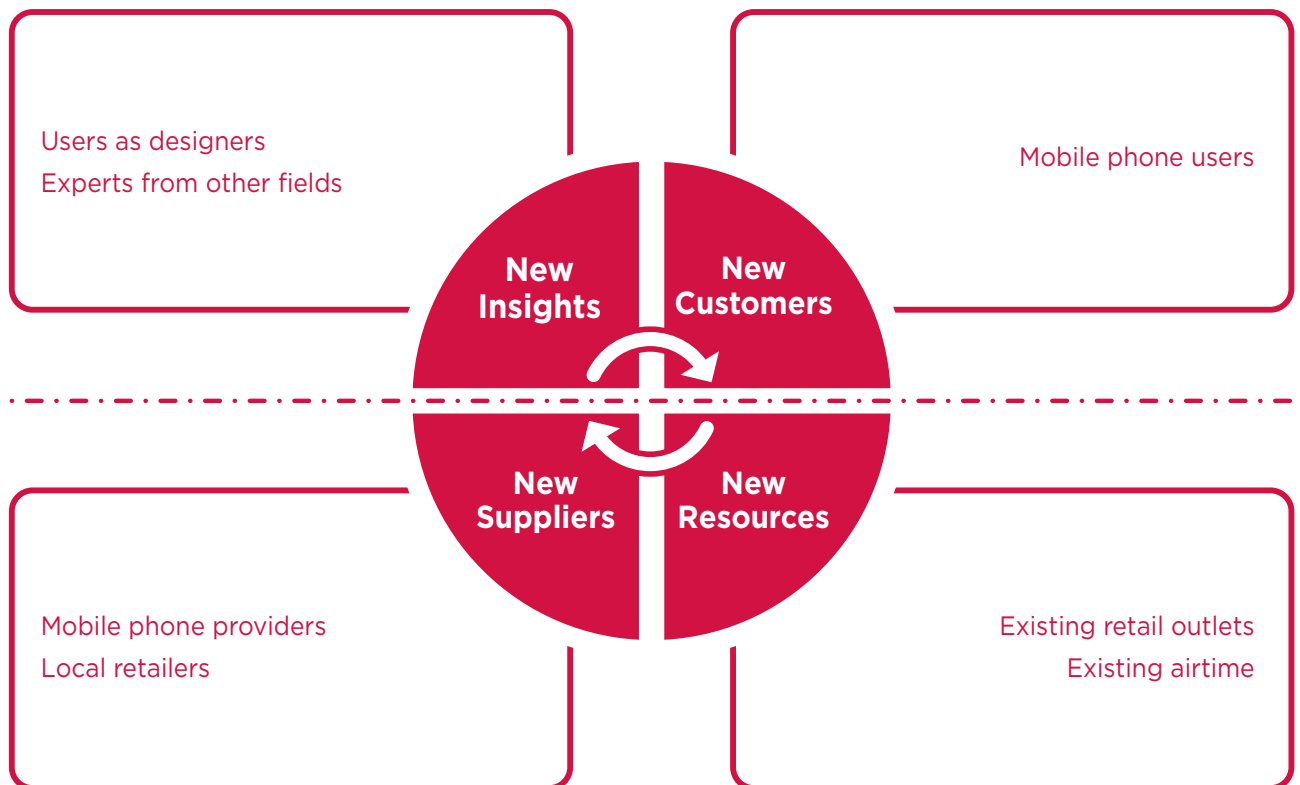 Users as designers
Experts from other fields
Mobile phone users
New
Insights
New
Customers
New
Suppliers
New
Resources
Mobile phone providers
Local retailers
Existing retail outlets
Existing airtime